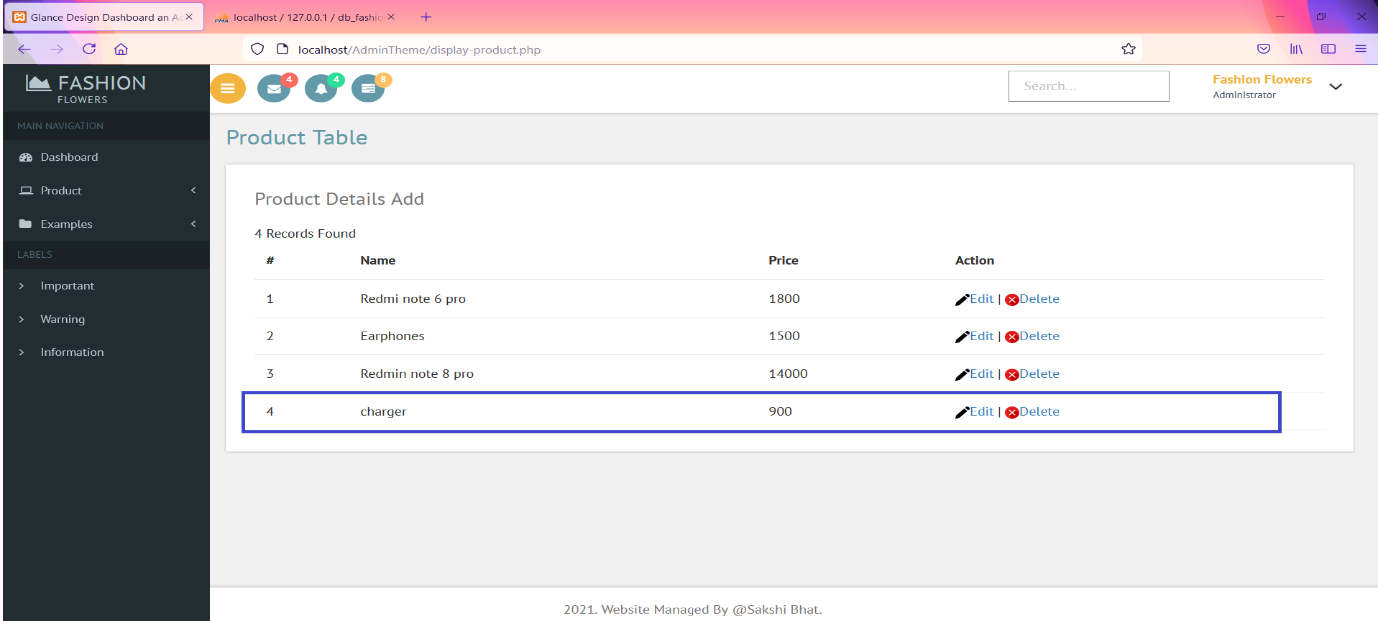 Glance Design Dashboard an Ad
localhost / 127.0.0.1 / db_fashio
localhost/AdminTheme/display-product.php
FASHION
FLOWERS
4
4
8
Search...
Fashion Flowers
Administrator
MAIN NAVIGATION
Dashboard
Product
Examples
LABELS
Important
Warning
Information
Product Table
Product Details Add
4 Records Found
# Name Price Action
1 Redmi note 6 pro 1800 Edit | Delete
2 Earphones 1500 Edit | Delete
3 Redmin note 8 pro 14000 Edit | Delete
4 charger 900 Edit | Delete
2021. Website Managed By @Sakshi Bhat.